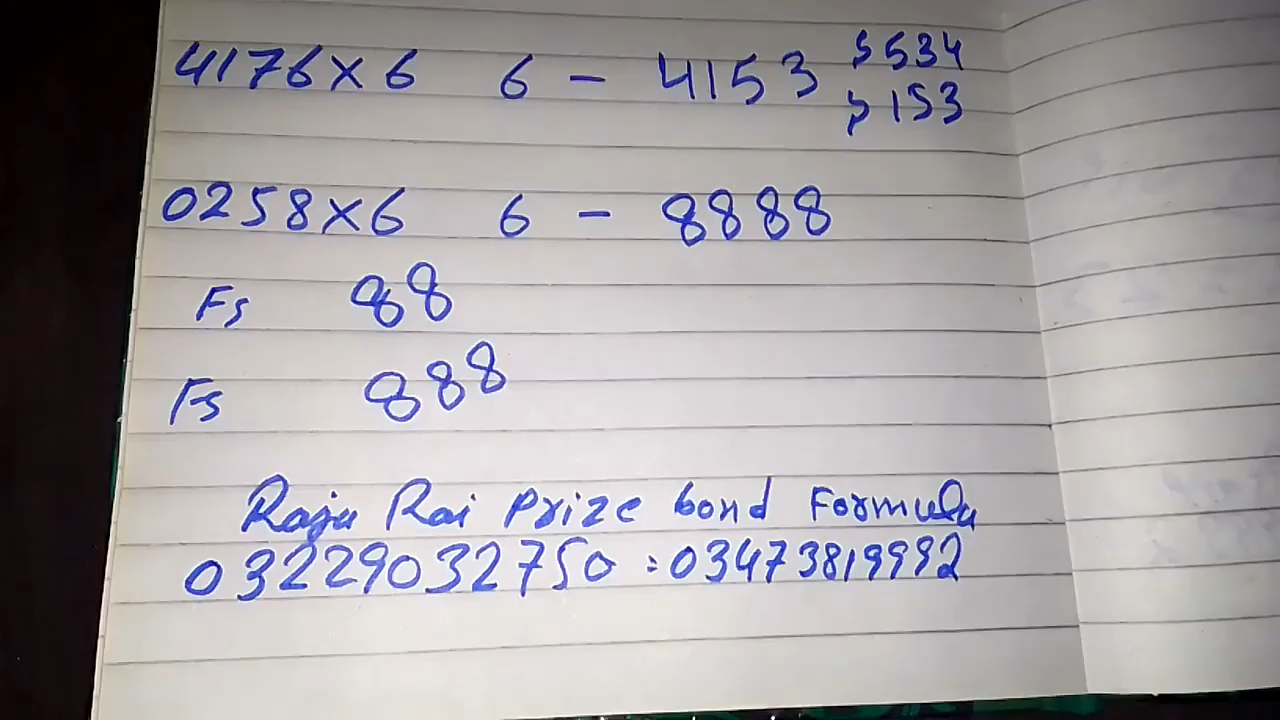 4176×6 6 – 4153 s 534
s 153
0258×6 6 – 8888
Fs 88
Fs 888
Raju Rai Prize bond Formula
03229032750 : 03473819992